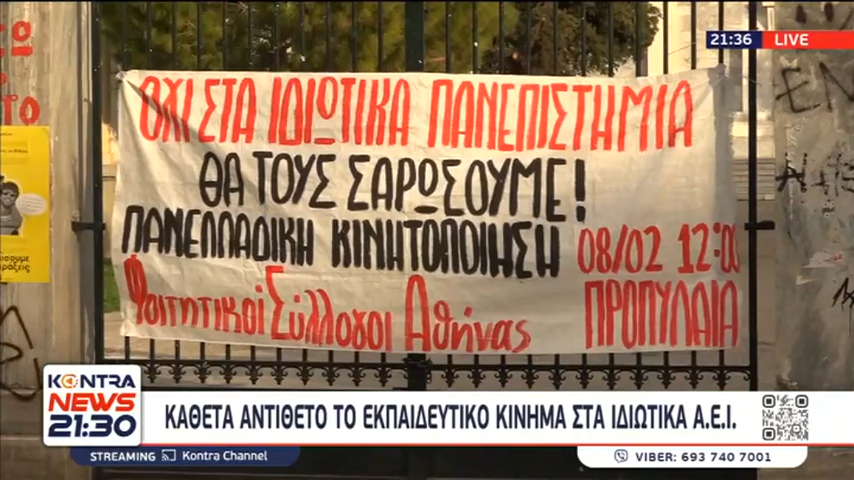 21:36 LIVE
ΌΧΙ ΣΤΑ ΙΔΙΩΤΙΚΑ ΠΑΝΕΠΙΣΤΗΜΙΑ
ΘΑ ΤΟΥΣ ΣΑΡΩΣΟΥΜΕ!
ΠΑΝΕΛΛΑΔΙΚΗ ΚΙΝΗΤΟΠΟΙΗΣΗ 08/02 12:00
Φοιτητικοί Σύλλογοι Αθήνας ΠΡΟΠΥΛΑΙΑ
KONTRA
NEWS
21:30
ΚΑΘΕΤΑ ΑΝΤΙΘΕΤΟ ΤΟ ΕΚΠΑΙΔΕΥΤΙΚΟ ΚΙΝΗΜΑ ΣΤΑ ΙΔΙΩΤΙΚΑ Α.Ε.Ι.
STREAMING Kontra Channel
VIBER: 693 740 7001